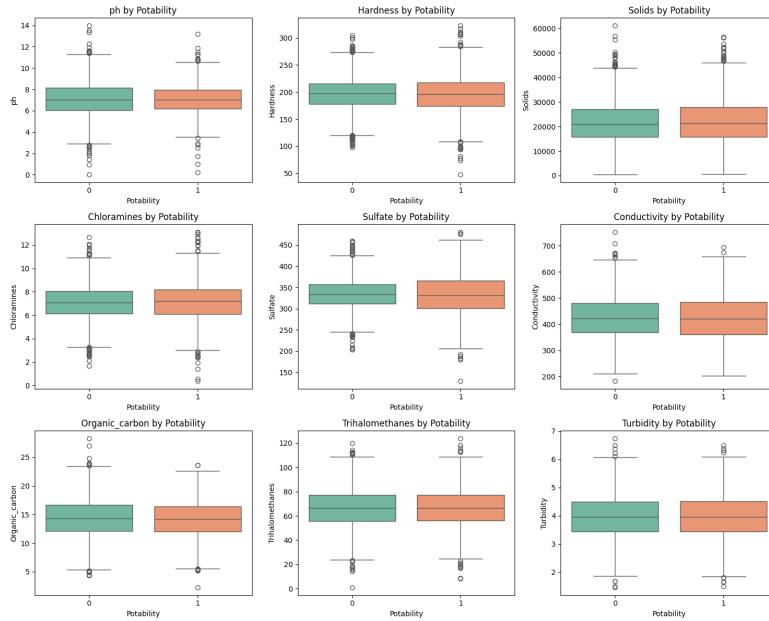 ph by Potability
14
12
10
8
6
4
2
0
ph
0
1
Potability
Hardness by Potability
300
250
200
150
100
50
Hardness
0
1
Potability
Solids by Potability
60000
50000
40000
30000
20000
10000
0
Solids
0
1
Potability
Chloramines by Potability
12
10
8
6
4
2
0
Chloramines
0
1
Potability
Sulfate by Potability
450
400
350
300
250
200
150
Sulfate
0
1
Potability
Conductivity by Potability
700
600
500
400
300
200
Conductivity
0
1
Potability
Organic_carbon by Potability
25
20
15
10
5
Organic_carbon
0
1
Potability
Trihalomethanes by Potability
120
100
80
60
40
20
0
Trihalomethanes
0
1
Potability
Turbidity by Potability
7
6
5
4
3
2
Turbidity
0
1
Potability